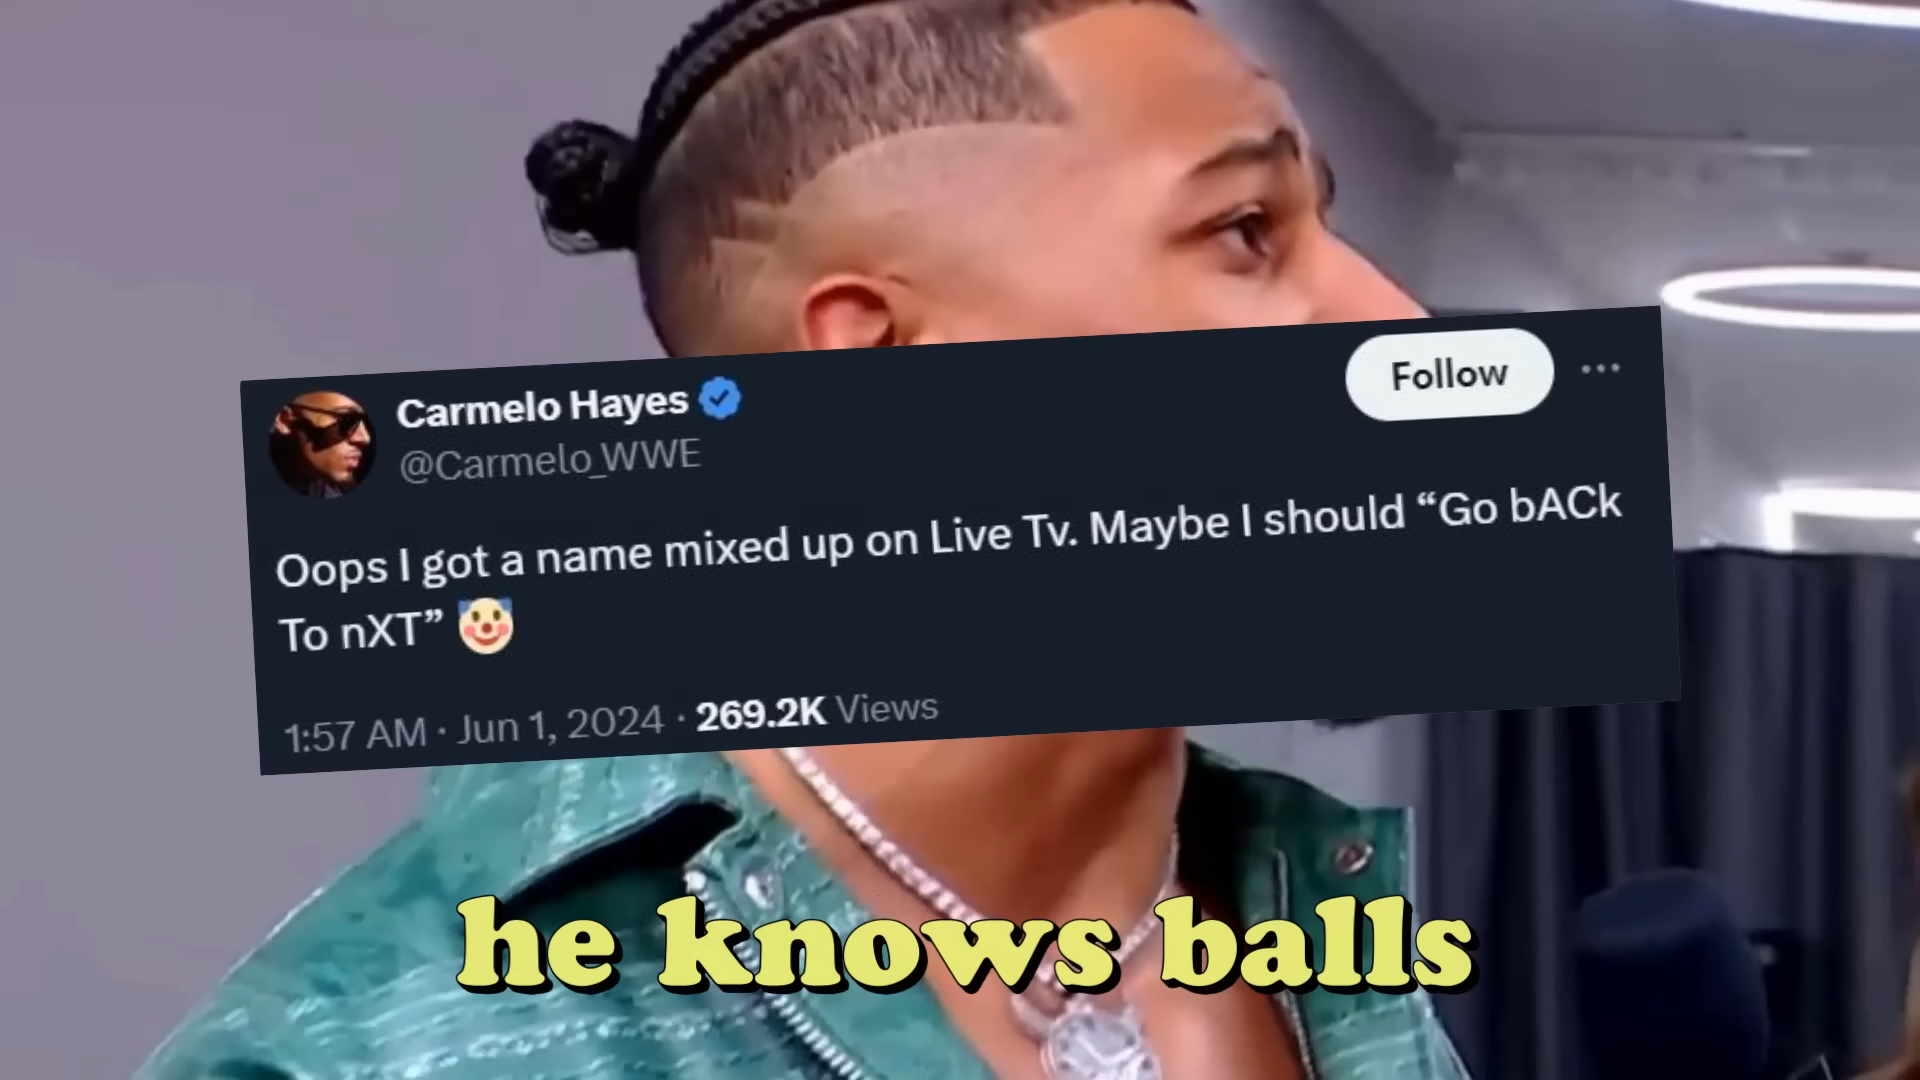 Carmelo Hayes
@Carmelo_WWE
Follow
Oops I got a name mixed up on Live Tv. Maybe I should “Go bACk
To nXT” 🤡
1:57 AM · Jun 1, 2024 · 269.2K Views
he knows balls